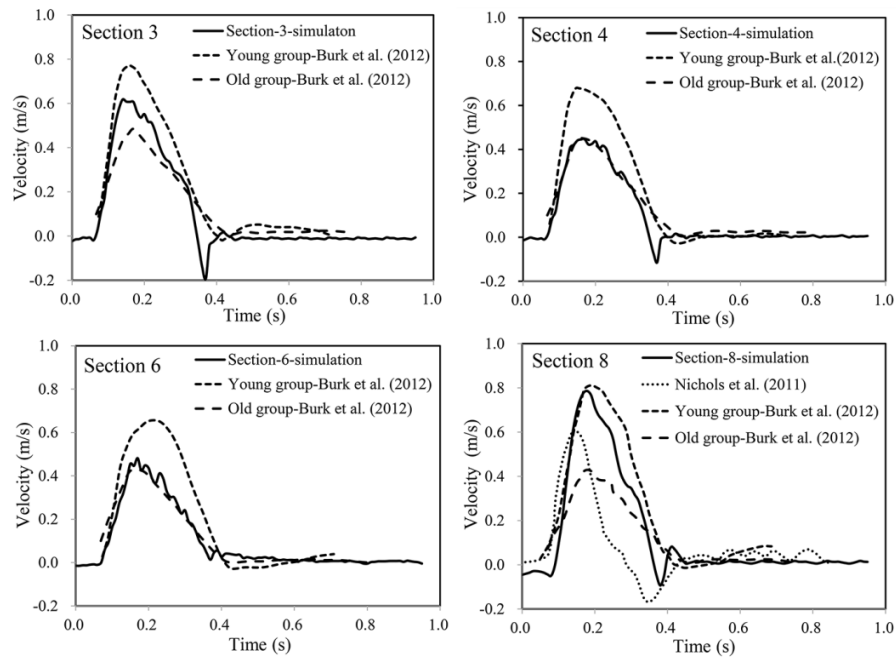 Section 3
Section-3-simulaton
Young group-Burk et al. (2012)
Old group-Burk et al. (2012)
Velocity (m/s)
1.0
0.8
0.6
0.4
0.2
0.0
-0.2
0.0 0.2 0.4 0.6 0.8 1.0
Time (s)
Section 4
Section-4-simulation
Young group-Burk et al.(2012)
Old group-Burk et al. (2012)
Velocity (m/s)
1.0
0.8
0.6
0.4
0.2
0.0
-0.2
0.0 0.2 0.4 0.6 0.8 1.0
Time (s)
Section 6
Section-6-simulation
Young group-Burk et al. (2012)
Old group-Burk et al. (2012)
Velocity (m/s)
1.0
0.8
0.6
0.4
0.2
0.0
-0.2
0.0 0.2 0.4 0.6 0.8 1.0
Time (s)
Section 8
Section-8-simulation
Nichols et al. (2011)
Young group-Burk et al. (2012)
Old group-Burk et al. (2012)
Velocity (m/s)
1.0
0.8
0.6
0.4
0.2
0.0
-0.2
0.0 0.2 0.4 0.6 0.8 1.0
Time (s)